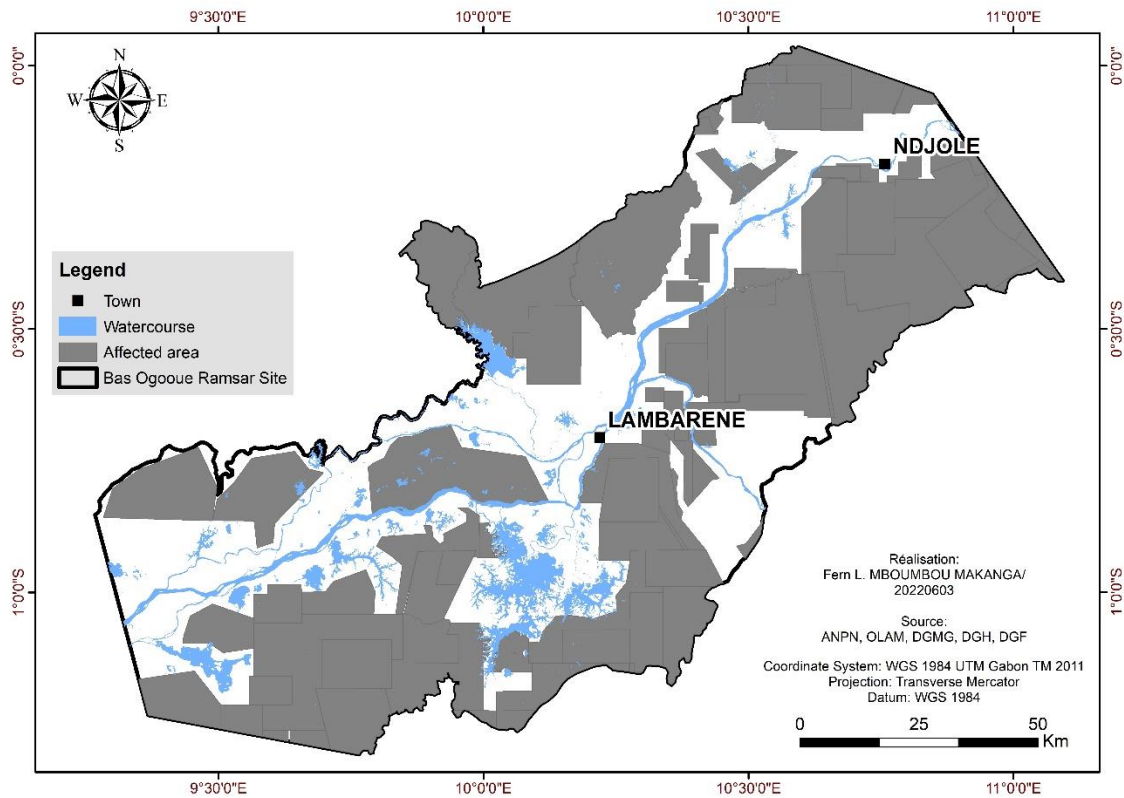 9°30'0"E 10°0'0"E 10°30'0"E 11°0'0"E
0°0'0" 0°0'0"
N
W E
S
NDJOLE
Legend
Town
Watercourse
Affected area
Bas Ogooue Ramsar Site
0°30'0"S 0°30'0"S
LAMBARENE
Réalisation:
Fern L. MBOUMBOU MAKANGA/
20220603
Source:
ANPN, OLAM, DGMG, DGH, DGF
Coordinate System: WGS 1984 UTM Gabon TM 2011
Projection: Transverse Mercator
Datum: WGS 1984
1°0'0"S 1°0'0"S
0 25 50
Km
9°30'0"E 10°0'0"E 10°30'0"E 11°0'0"E